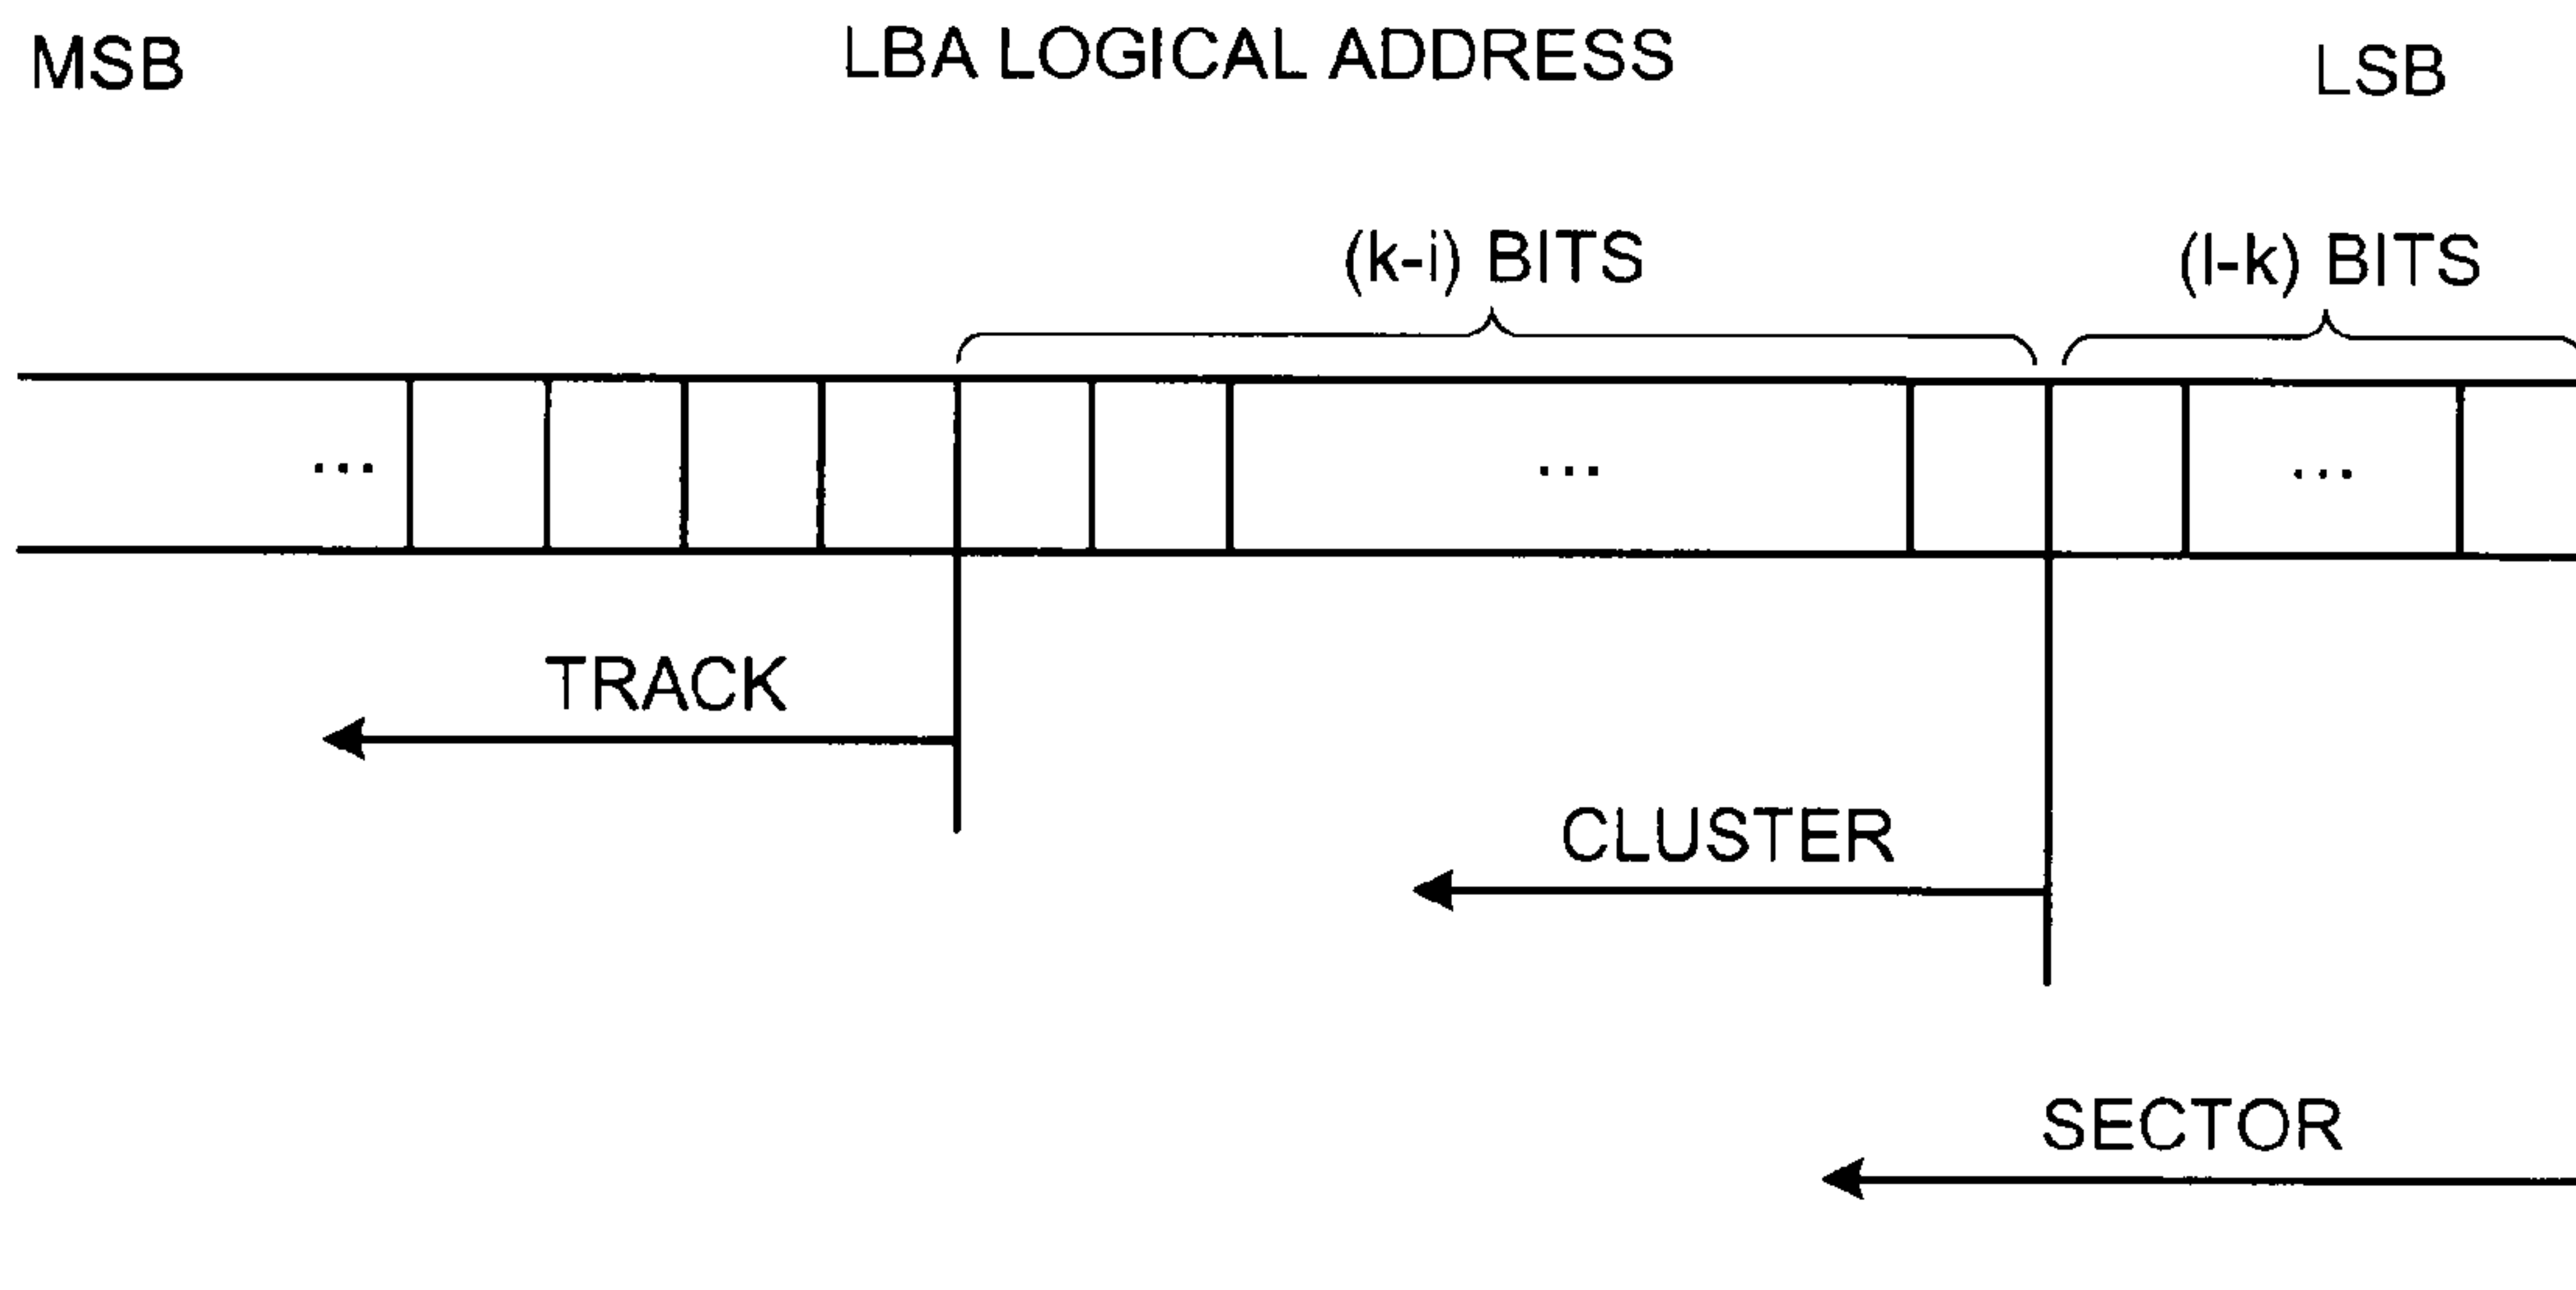 MSB LBA LOGICAL ADDRESS LSB
(k-i) BITS (l-k) BITS
... ... ...
TRACK
CLUSTER
SECTOR